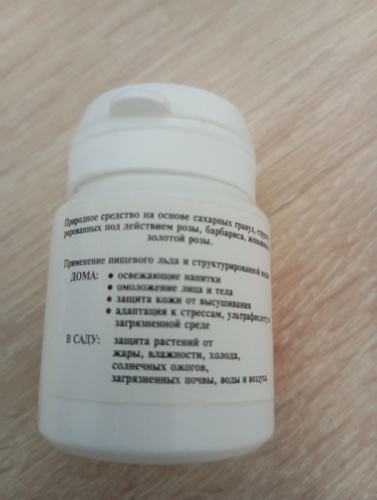 Природное средство на основе сахарных гранул,
рированных под действием розы, барбариса,
золотой розы.
Применение пищевого льда и структурированной
ДОМА: • освежающие напитки
• омоложение лица и тела
• защита кожи от высушивания
• адаптация к стрессам, ультрафиолету и
загрязненной среде
В САДУ: защита растений от
жары, влажности, холода,
солнечных ожогов,
загрязненных почвы, воды и воздуха.